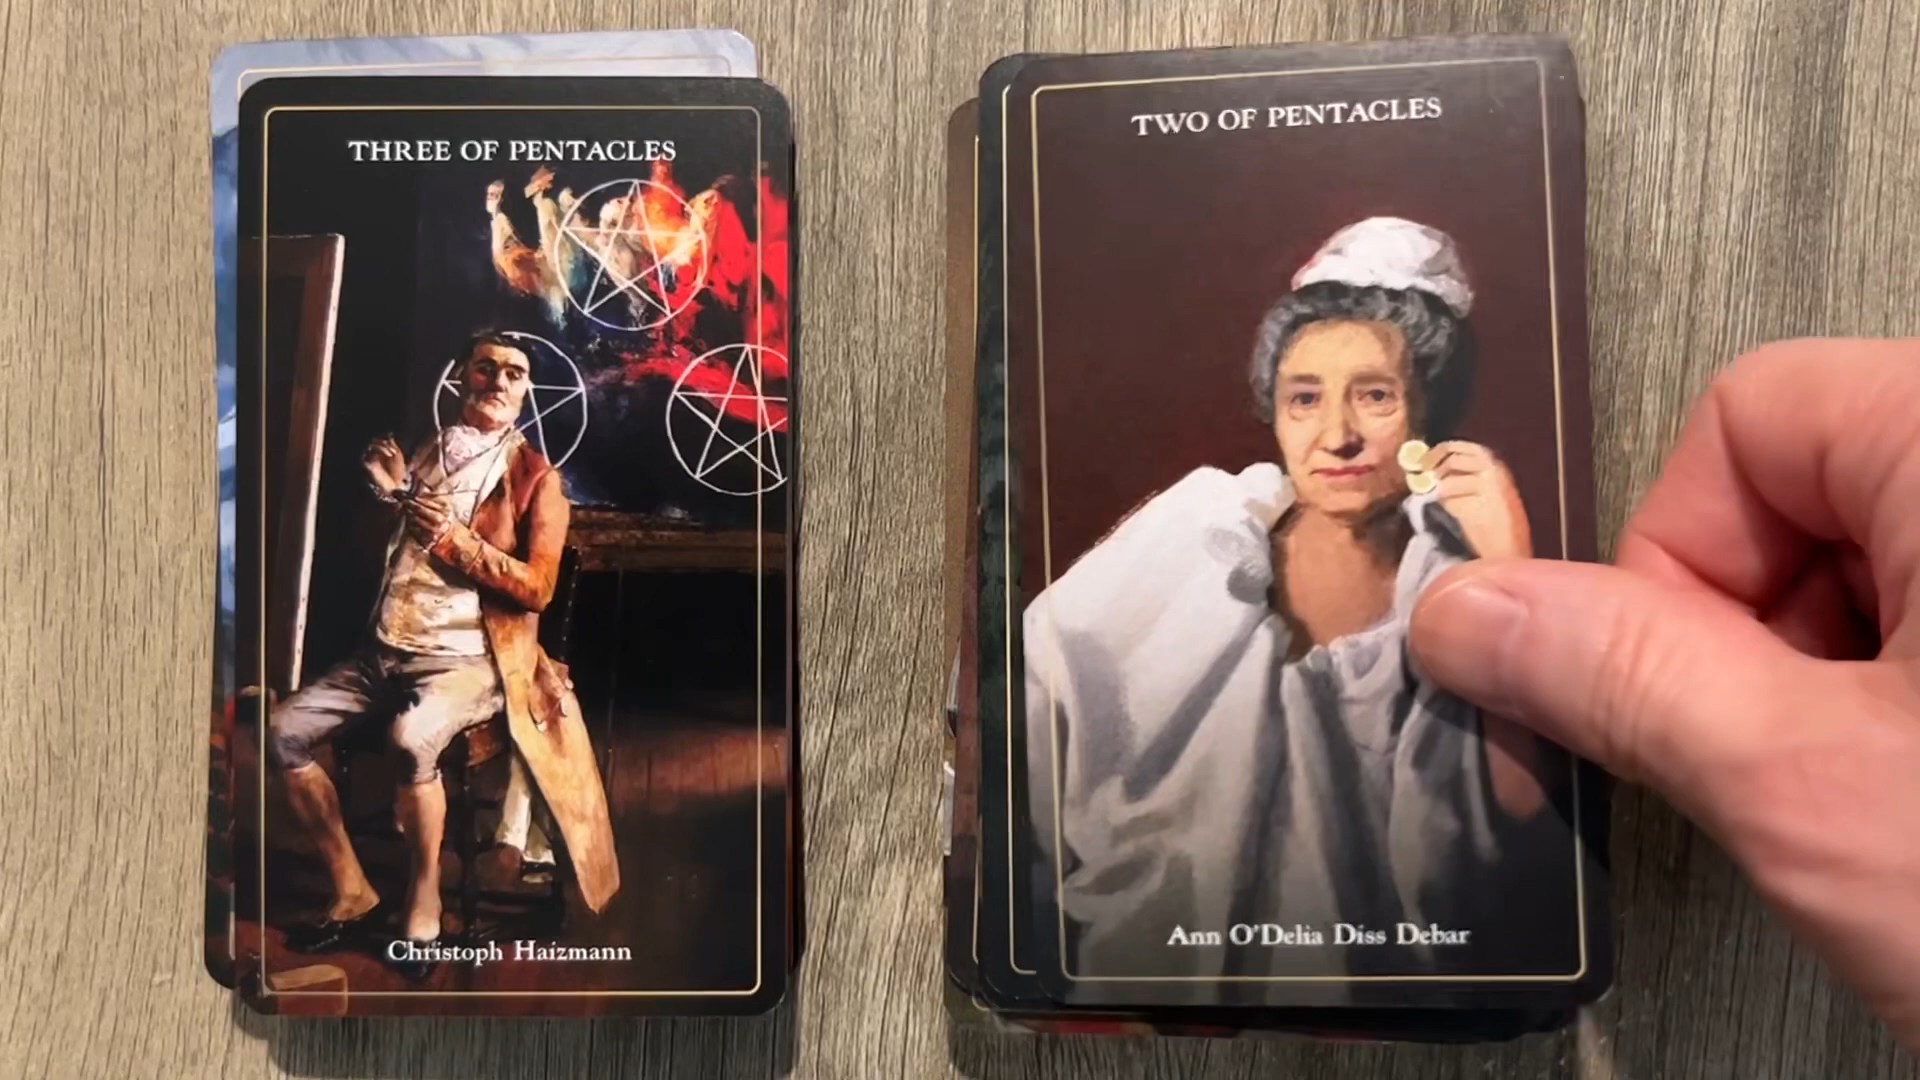 THREE OF PENTACLES
Christoph Haizmann
TWO OF PENTACLES
Ann O'Delia Diss Debar